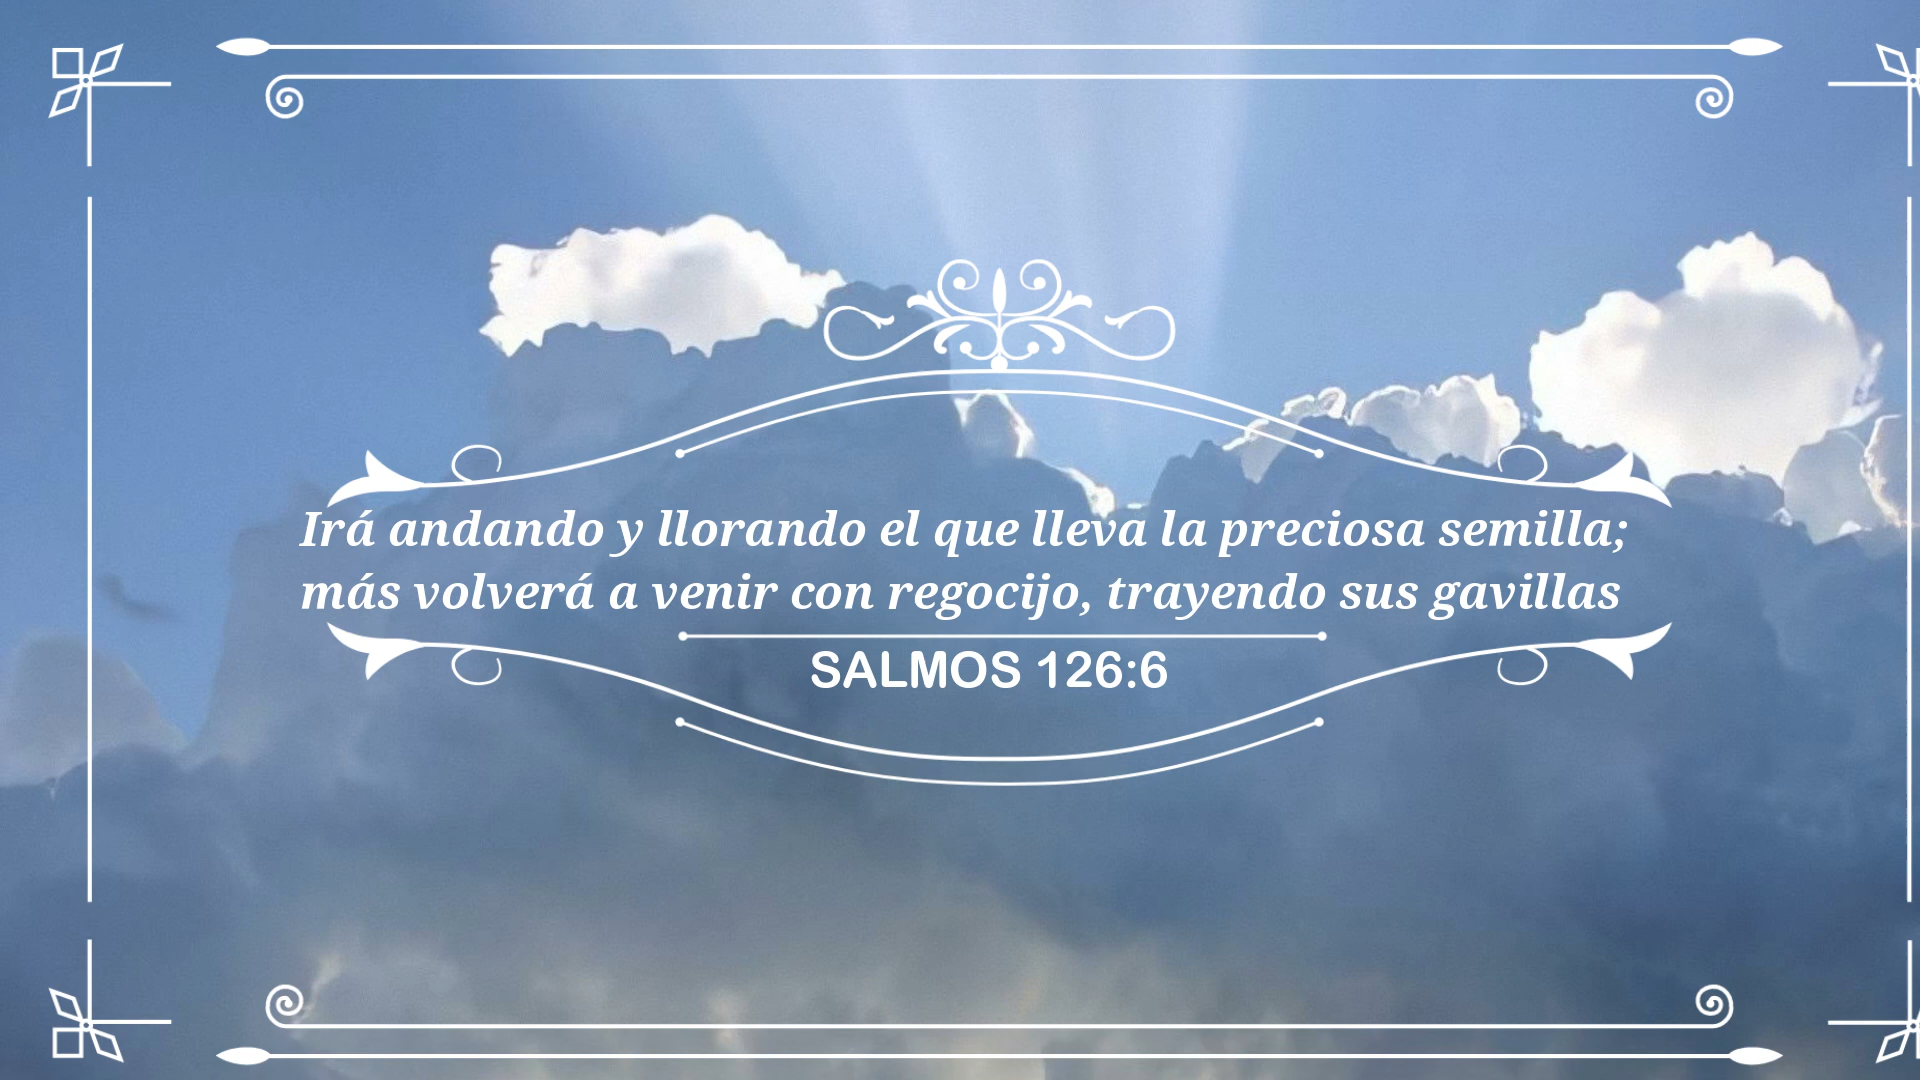 Irá andando y llorando el que lleva la preciosa semilla;
más volverá a venir con regocijo, trayendo sus gavillas
SALMOS 126:6